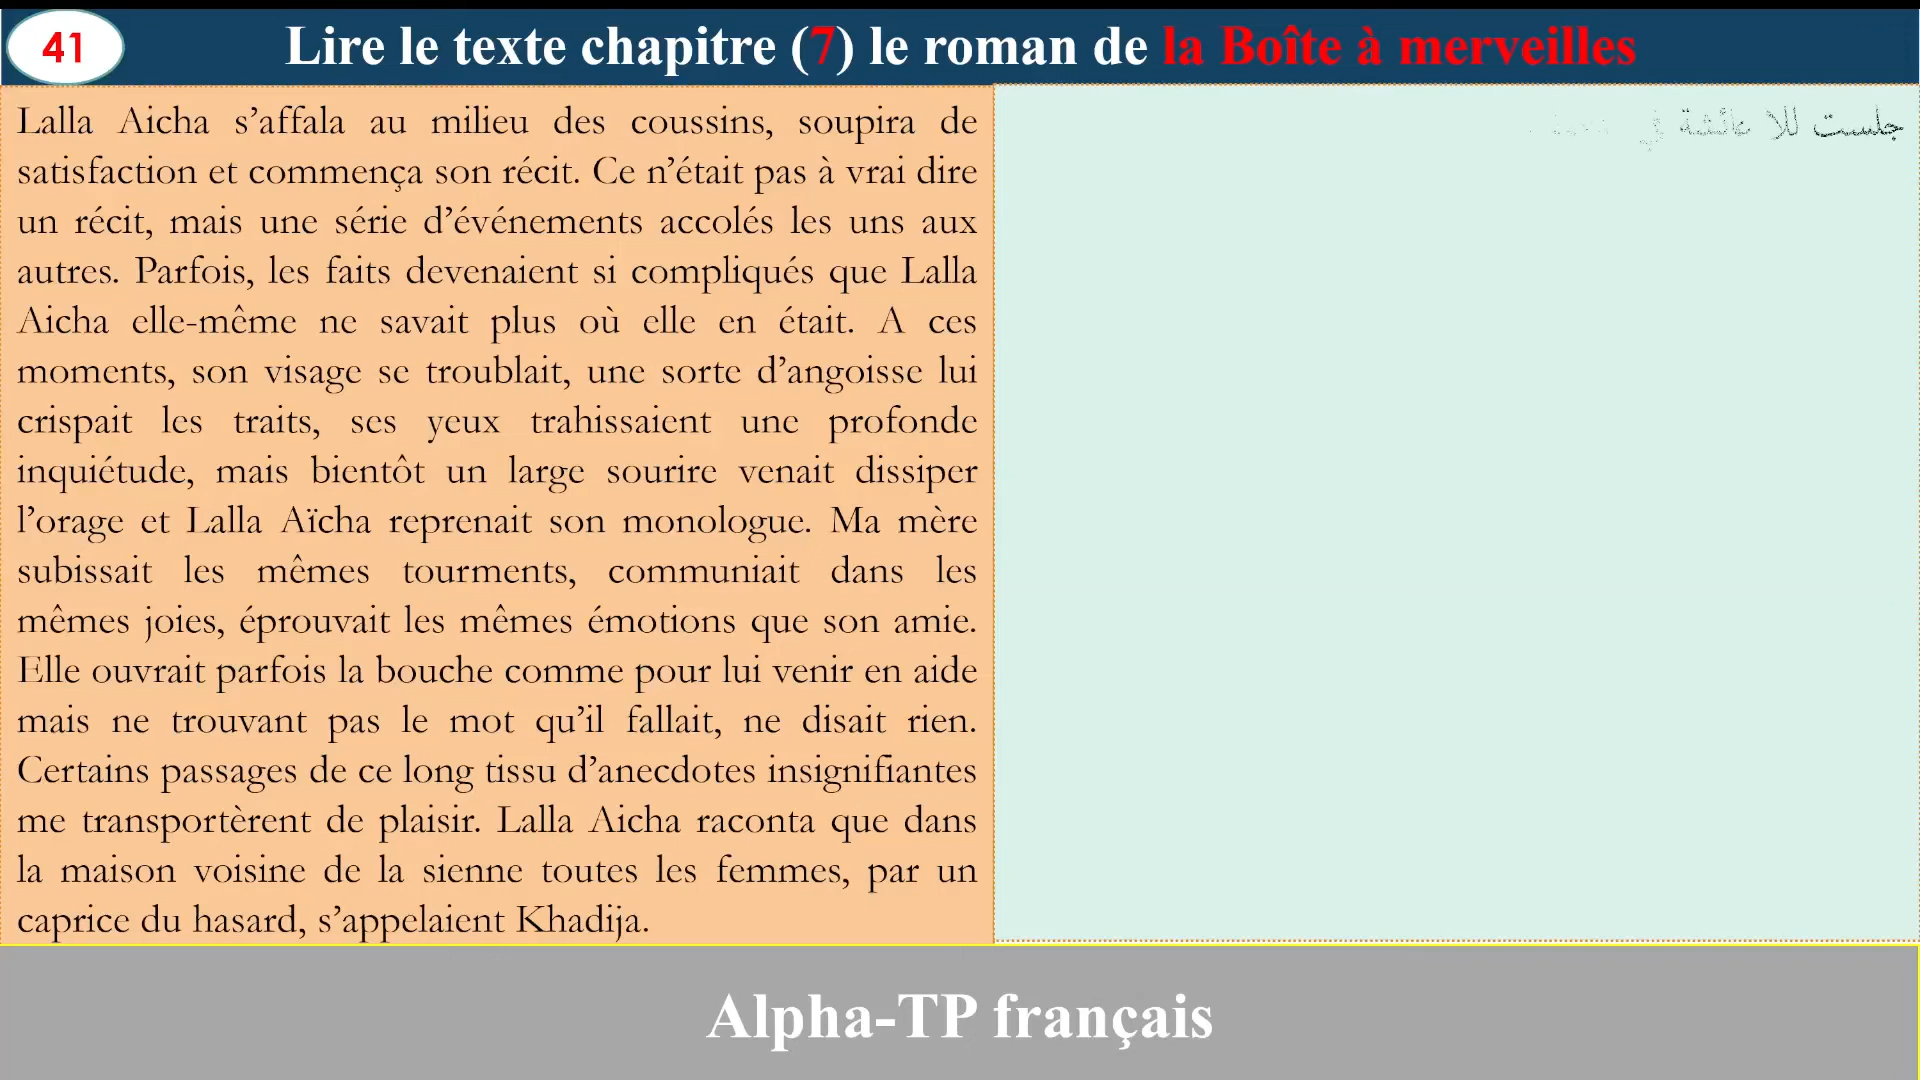 41
Lire le texte chapitre (7) le roman de la Boîte à merveilles
Lalla Aicha s’affala au milieu des coussins, soupira de
satisfaction et commença son récit. Ce n’était pas à vrai dire
un récit, mais une série d’événements accolés les uns aux
autres. Parfois, les faits devenaient si compliqués que Lalla
Aicha elle-même ne savait plus où elle en était. A ces
moments, son visage se troublait, une sorte d’angoisse lui
crispait les traits, ses yeux trahissaient une profonde
inquiétude, mais bientôt un large sourire venait dissiper
l’orage et Lalla Aïcha reprenait son monologue. Ma mère
subissait les mêmes tourments, communiait dans les
mêmes joies, éprouvait les mêmes émotions que son amie.
Elle ouvrait parfois la bouche comme pour lui venir en aide
mais ne trouvant pas le mot qu’il fallait, ne disait rien.
Certains passages de ce long tissu d’anecdotes insignifiantes
me transportèrent de plaisir. Lalla Aicha raconta que dans
la maison voisine de la sienne toutes les femmes, par un
caprice du hasard, s’appelaient Khadija.
جلست للا عائشة في
Alpha-TP français